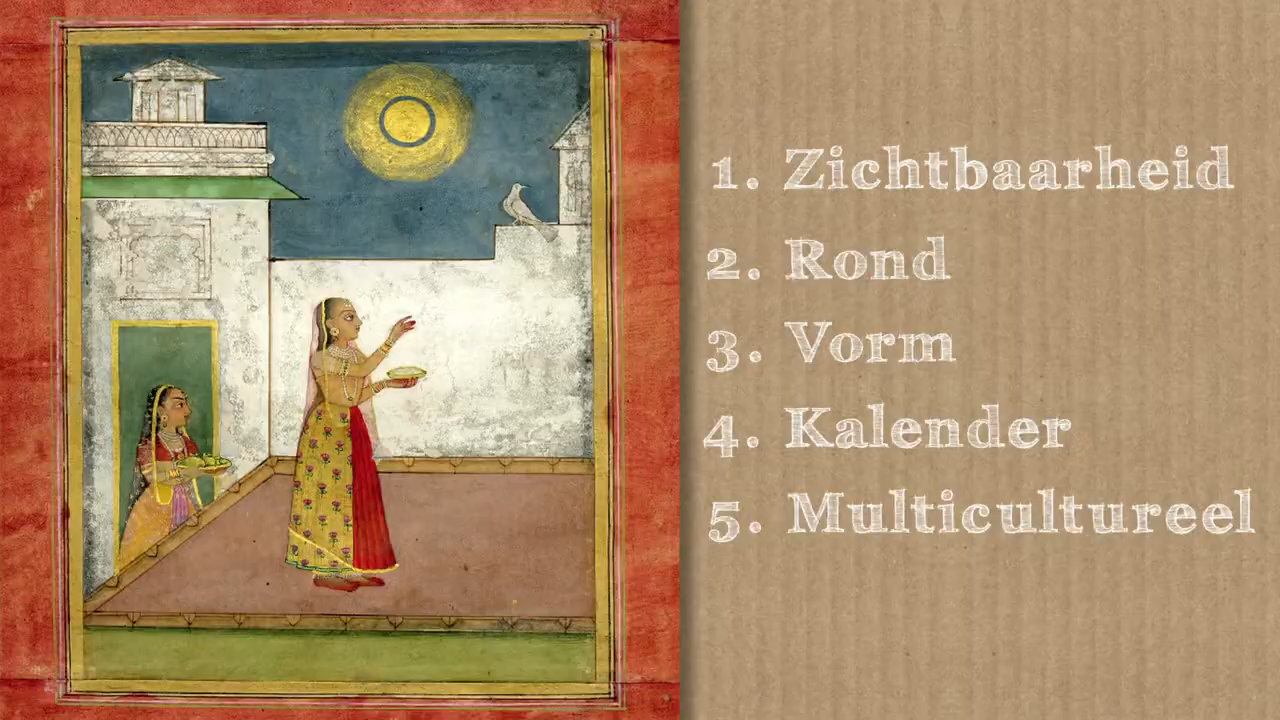 1. Zichtbaarheid
2. Rond
3. Vorm
4. Kalender
5. Multicultureel